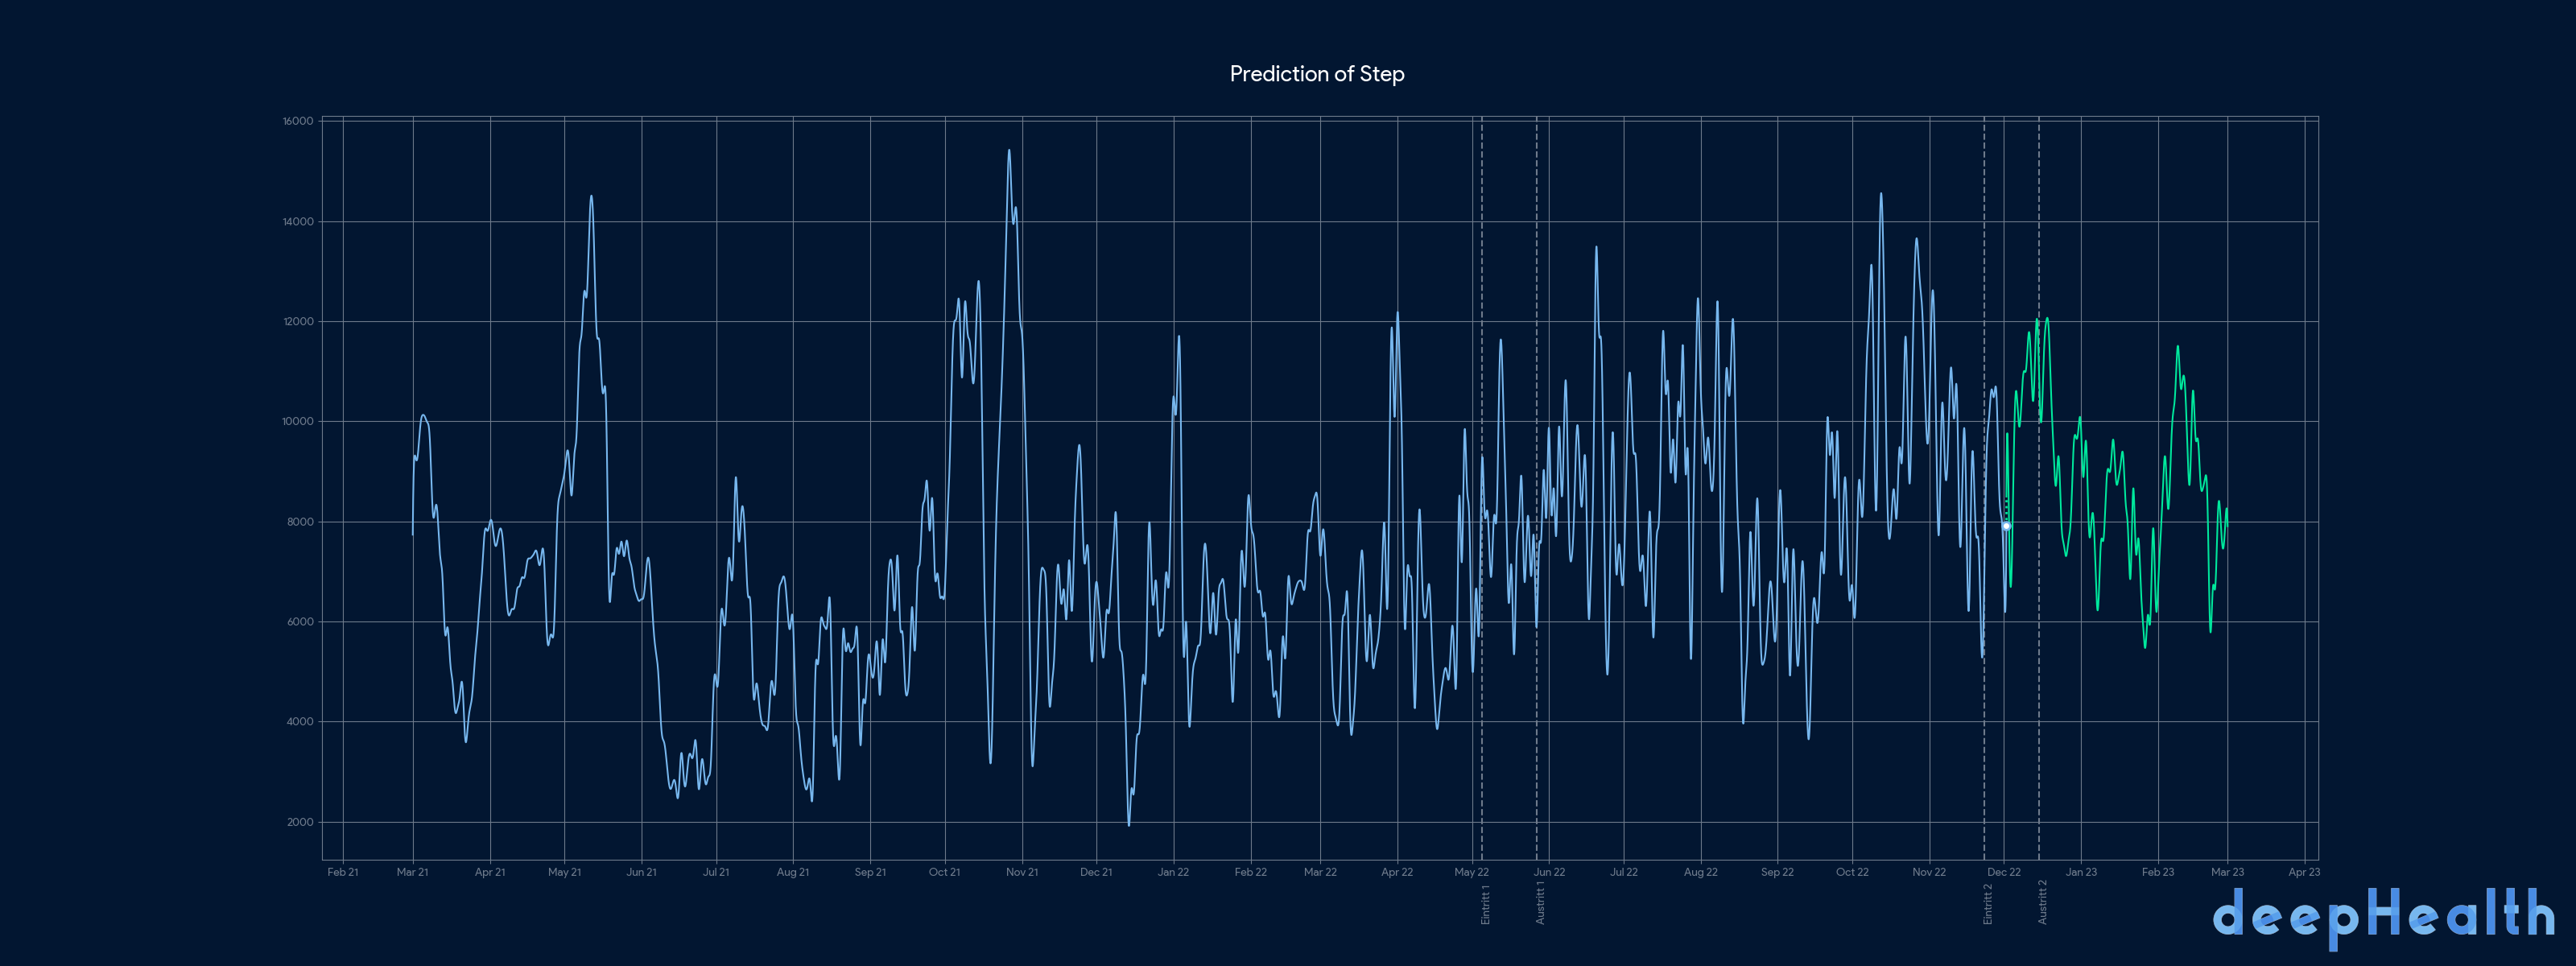 Prediction of Step
16000
14000
12000
10000
8000
6000
4000
2000
Feb 21 Mar 21 Apr 21 May 21 Jun 21 Jul 21 Aug 21 Sep 21 Oct 21 Nov 21 Dec 21 Jan 22 Feb 22 Mar 22 Apr 22 May 22 Jun 22 Jul 22 Aug 22 Sep 22 Oct 22 Nov 22 Dec 22 Jan 23 Feb 23 Mar 23 Apr 23
Eintritt 1
Austritt 1
Eintritt 2
Austritt 2
deepHealth